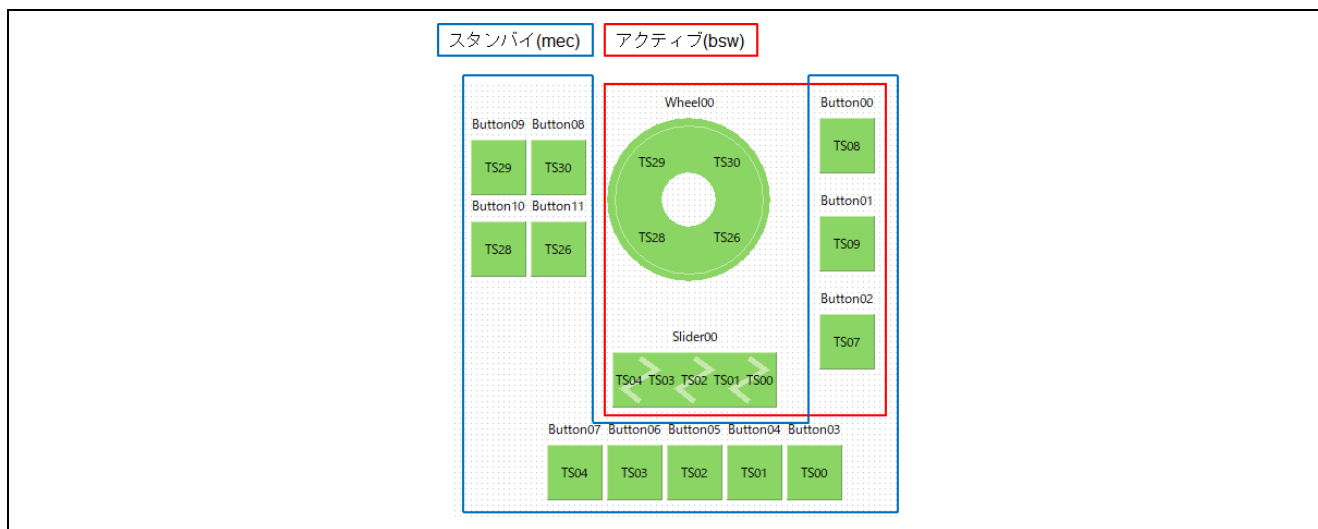 スタンバイ(mec) アクティブ(bsw)
Wheel00 Button00
Button09 Button08
TS29 TS30 TS29 TS30 TS08
Button10 Button11 Button01
TS28 TS26 TS28 TS26 TS09
Button02
Slider00 TS07
TS04 TS03 TS02 TS01 TS00
Button07 Button06 Button05 Button04 Button03
TS04 TS03 TS02 TS01 TS00